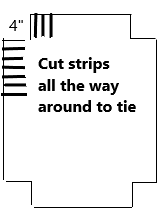 4"
Cut strips
all the way
around to tie